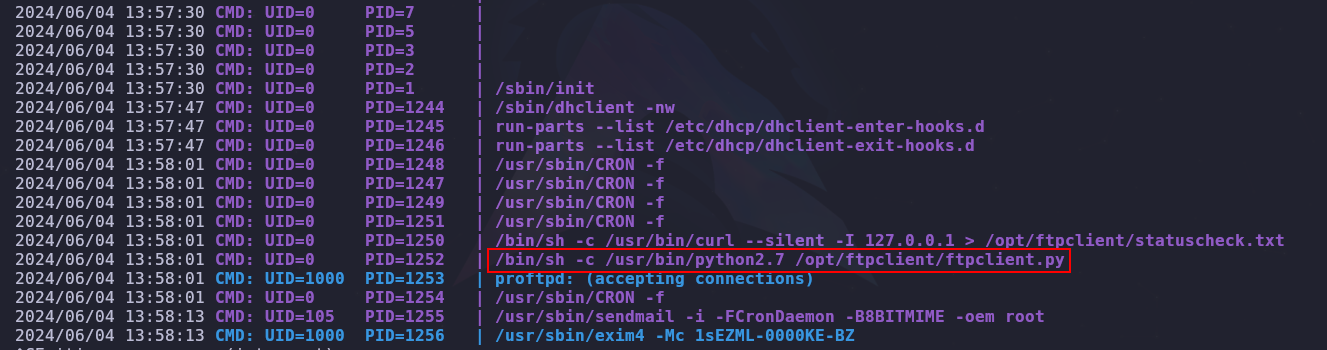 2024/06/04 13:57:30 CMD: UID=0     PID=7      |
2024/06/04 13:57:30 CMD: UID=0     PID=5      |
2024/06/04 13:57:30 CMD: UID=0     PID=3      |
2024/06/04 13:57:30 CMD: UID=0     PID=2      |
2024/06/04 13:57:30 CMD: UID=0     PID=1      | /sbin/init
2024/06/04 13:57:47 CMD: UID=0     PID=1244   | /sbin/dhclient -nw
2024/06/04 13:57:47 CMD: UID=0     PID=1245   | run-parts --list /etc/dhcp/dhclient-enter-hooks.d
2024/06/04 13:57:47 CMD: UID=0     PID=1246   | run-parts --list /etc/dhcp/dhclient-exit-hooks.d
2024/06/04 13:58:01 CMD: UID=0     PID=1248   | /usr/sbin/CRON -f
2024/06/04 13:58:01 CMD: UID=0     PID=1247   | /usr/sbin/CRON -f
2024/06/04 13:58:01 CMD: UID=0     PID=1249   | /usr/sbin/CRON -f
2024/06/04 13:58:01 CMD: UID=0     PID=1251   | /usr/sbin/CRON -f
2024/06/04 13:58:01 CMD: UID=0     PID=1250   | /bin/sh -c /usr/bin/curl --silent -I 127.0.0.1 > /opt/ftpclient/statuscheck.txt
2024/06/04 13:58:01 CMD: UID=0     PID=1252   | /bin/sh -c /usr/bin/python2.7 /opt/ftpclient/ftpclient.py
2024/06/04 13:58:01 CMD: UID=1000  PID=1253   | proftpd: (accepting connections)
2024/06/04 13:58:01 CMD: UID=0     PID=1254   | /usr/sbin/CRON -f
2024/06/04 13:58:13 CMD: UID=105   PID=1255   | /usr/sbin/sendmail -i -FCronDaemon -B8BITMIME -oem root
2024/06/04 13:58:13 CMD: UID=1000  PID=1256   | /usr/sbin/exim4 -Mc 1sEZML-0000KE-BZ